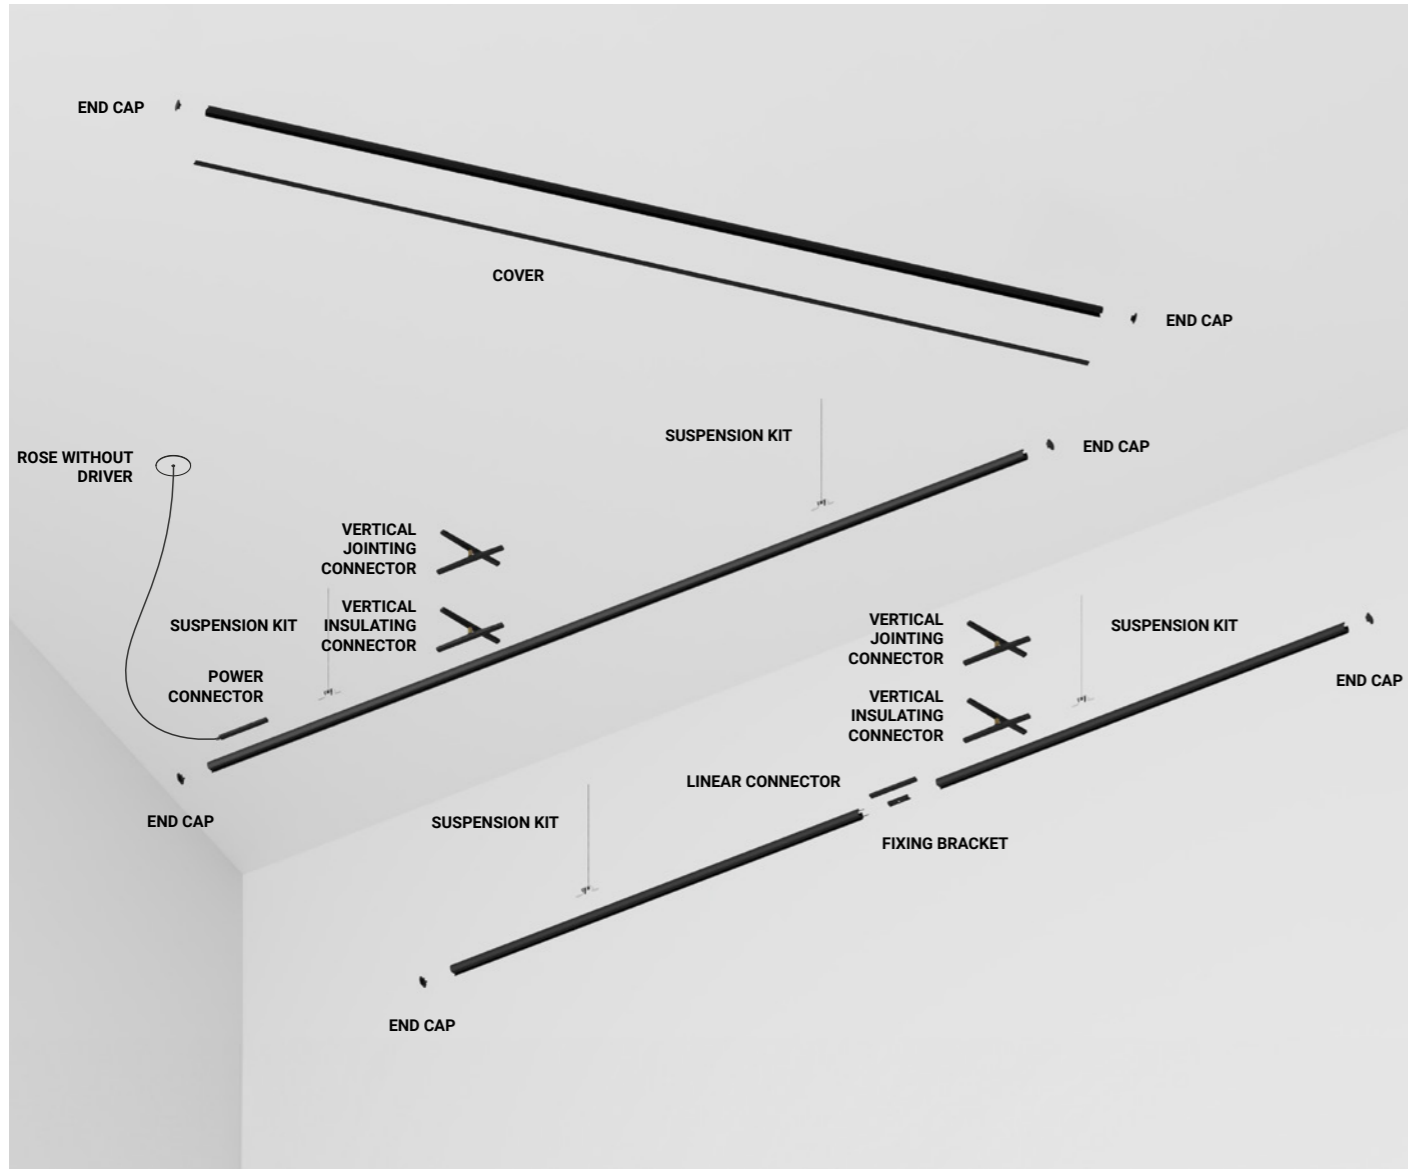 END CAP
COVER
END CAP
SUSPENSION KIT
END CAP
ROSE WITHOUT
DRIVER
VERTICAL
JOINTING
CONNECTOR
VERTICAL
INSULATING
CONNECTOR
SUSPENSION KIT
POWER
CONNECTOR
END CAP
VERTICAL
JOINTING
CONNECTOR
SUSPENSION KIT
END CAP
VERTICAL
INSULATING
CONNECTOR
LINEAR CONNECTOR
SUSPENSION KIT
FIXING BRACKET
END CAP